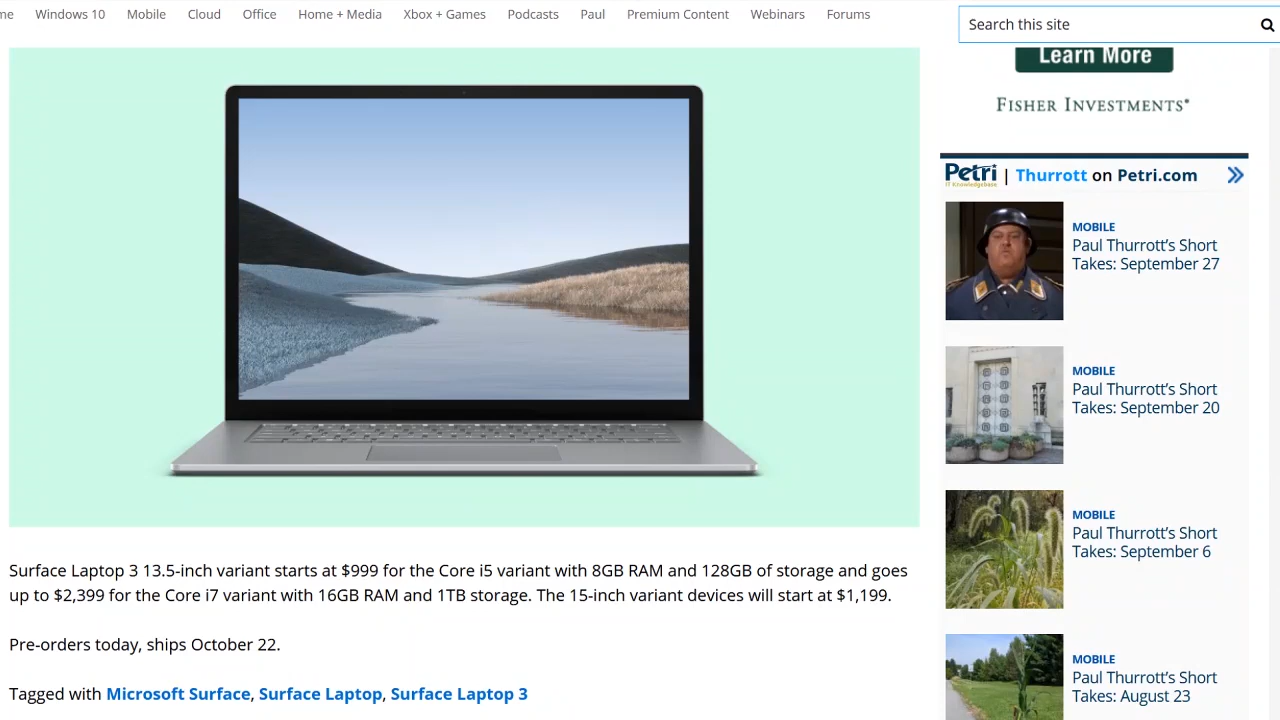 me Windows 10 Mobile Cloud Office Home + Media Xbox + Games Podcasts Paul Premium Content Webinars Forums
Search this site
Learn More
FISHER INVESTMENTS®
Petri | Thurrott on Petri.com
IT Knowledgebase
MOBILE
Paul Thurrott’s Short
Takes: September 27
MOBILE
Paul Thurrott’s Short
Takes: September 20
MOBILE
Paul Thurrott’s Short
Takes: September 6
MOBILE
Paul Thurrott’s Short
Takes: August 23
Surface Laptop 3 13.5-inch variant starts at $999 for the Core i5 variant with 8GB RAM and 128GB of storage and goes
up to $2,399 for the Core i7 variant with 16GB RAM and 1TB storage. The 15-inch variant devices will start at $1,199.
Pre-orders today, ships October 22.
Tagged with Microsoft Surface, Surface Laptop, Surface Laptop 3